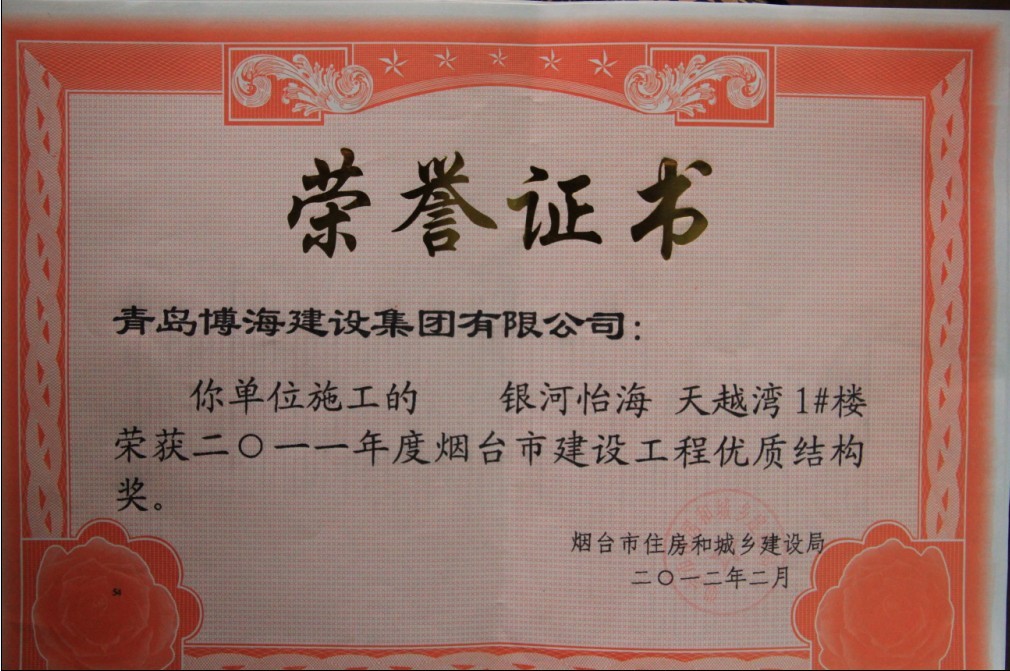 荣誉证书
青岛博海建设集团有限公司：
你单位施工的 银河怡海 天越湾1#楼
荣获二〇一一年度烟台市建设工程优质结构
奖。
烟台市住房和城乡建设局
二〇一二年二月
54